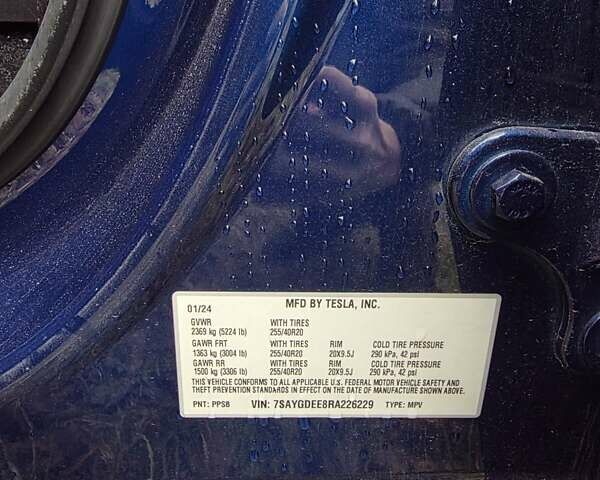 01/24 MFD BY TESLA, INC.
GVWR WITH TIRES
2369 kg (5224 lb) 255/40R20
GAWR FRT WITH TIRES RIM COLD TIRE PRESSURE
1363 kg (3004 lb) 255/40R20 20X9.5J 290 kPa, 42 psi
GAWR RR WITH TIRES RIM COLD TIRE PRESSURE
1500 kg (3306 lb) 255/40R20 20X9.5J 290 kPa, 42 psi
THIS VEHICLE CONFORMS TO ALL APPLICABLE U.S. FEDERAL MOTOR VEHICLE SAFETY AND
THEFT PREVENTION STANDARDS IN EFFECT ON THE DATE OF MANUFACTURE SHOWN ABOVE.
PNT: PPSB VIN: 7SAYGDEE8RA226229 TYPE: MPV